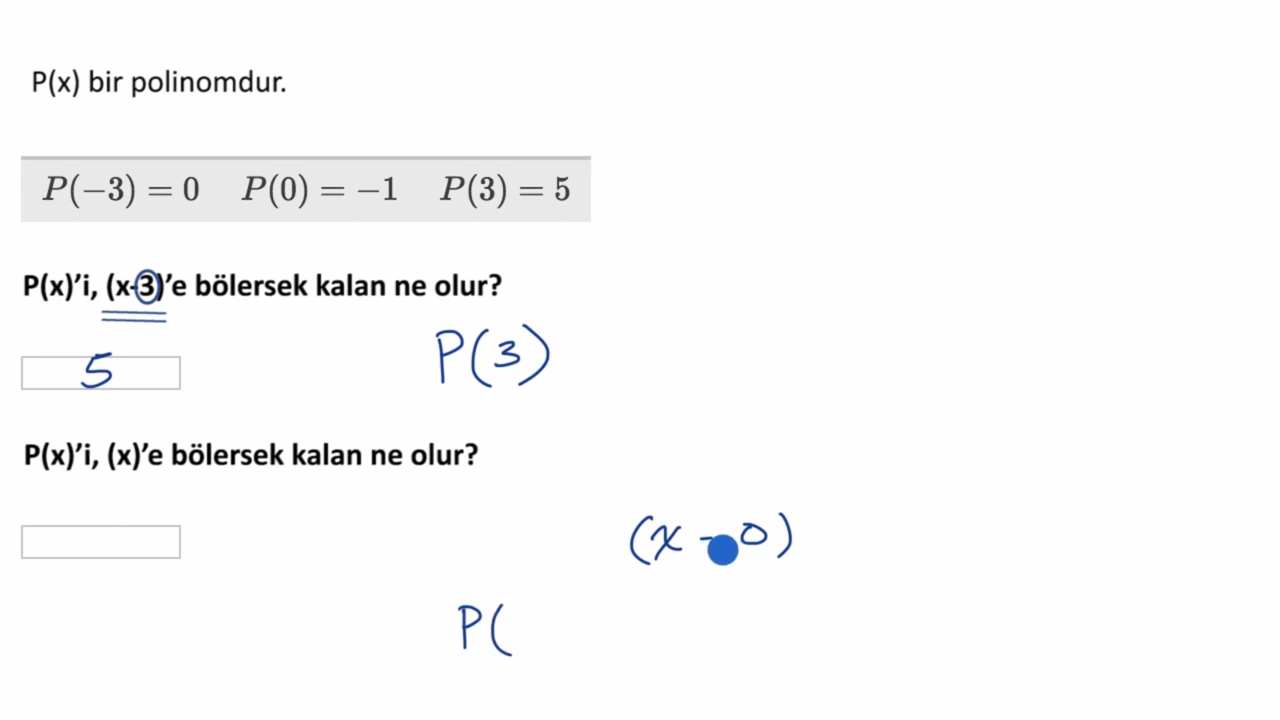 P(x) bir polinomdur.
P(−3) = 0 P(0) = −1 P(3) = 5
P(x)’i, (x-3)’e bölersek kalan ne olur?
P(3)
5
P(x)’i, (x)’e bölersek kalan ne olur?
(x - 0)
P(